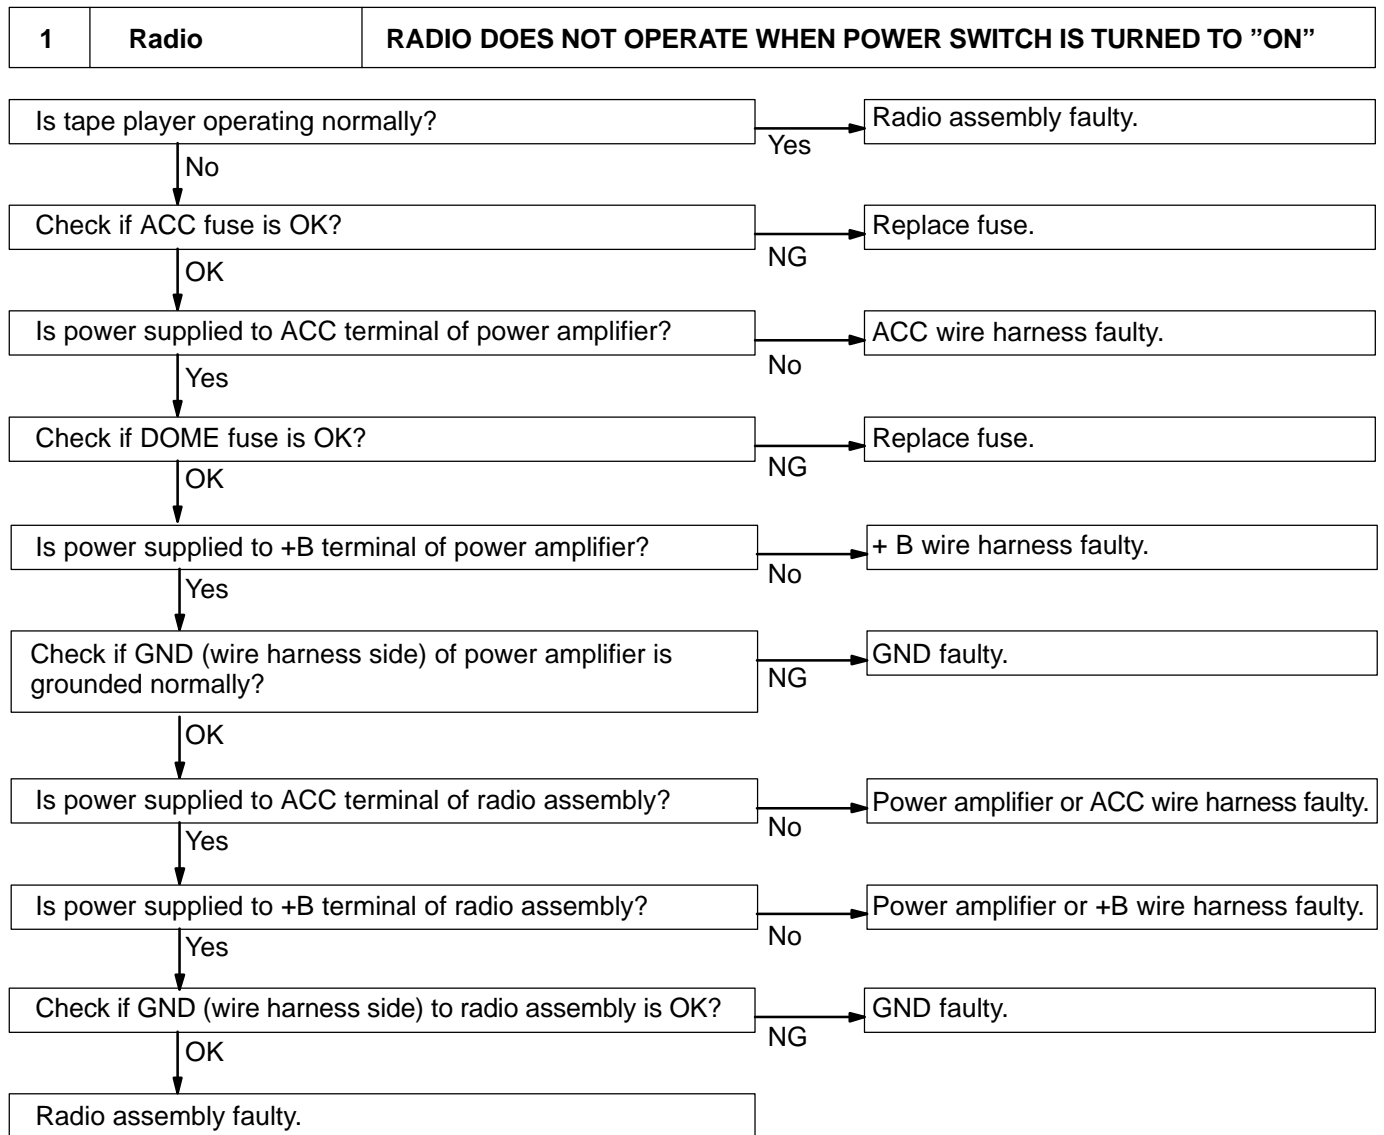 1 Radio RADIO DOES NOT OPERATE WHEN POWER SWITCH IS TURNED TO ”ON”
Is tape player operating normally?
Radio assembly faulty.
Yes
No
Check if ACC fuse is OK?
Replace fuse.
NG
OK
Is power supplied to ACC terminal of power amplifier?
ACC wire harness faulty.
No
Yes
Check if DOME fuse is OK?
Replace fuse.
NG
OK
Is power supplied to +B terminal of power amplifier?
+ B wire harness faulty.
No
Yes
Check if GND (wire harness side) of power amplifier is
grounded normally?
GND faulty.
NG
OK
Is power supplied to ACC terminal of radio assembly?
Power amplifier or ACC wire harness faulty.
No
Yes
Is power supplied to +B terminal of radio assembly?
Power amplifier or +B wire harness faulty.
No
Yes
Check if GND (wire harness side) to radio assembly is OK?
GND faulty.
NG
OK
Radio assembly faulty.